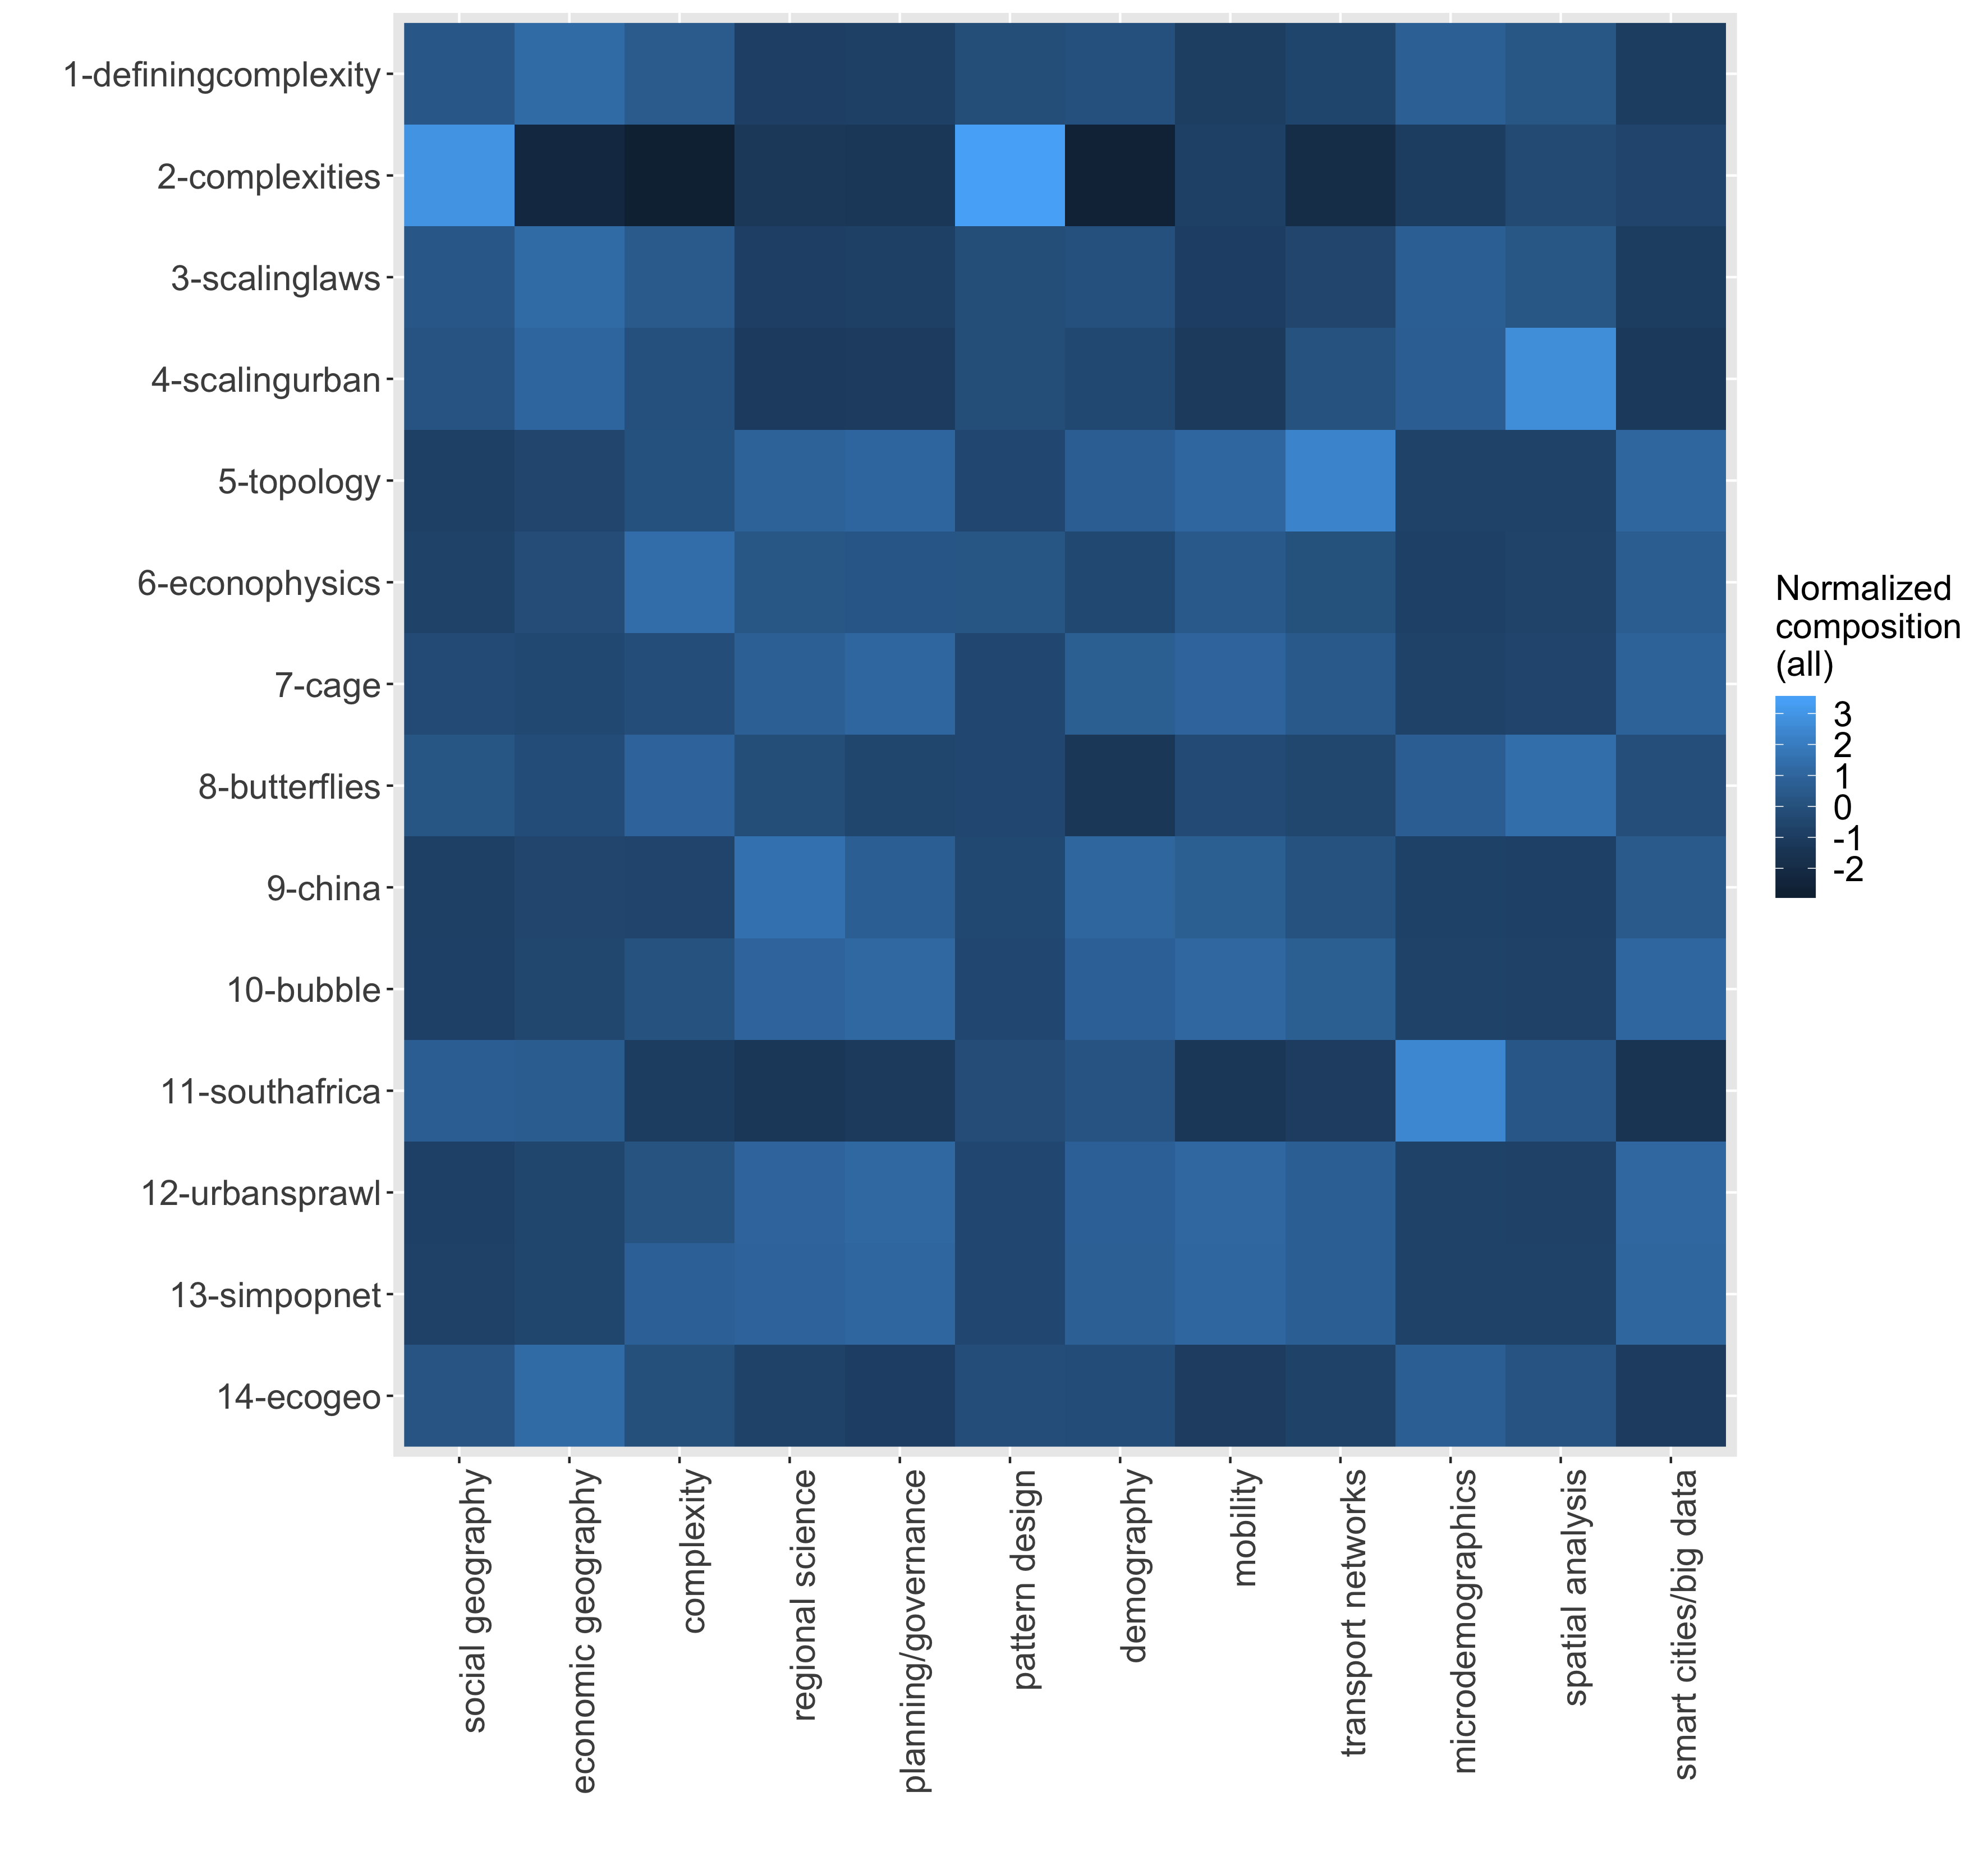 1-definingcomplexity
2-complexities
3-scalinglaws
4-scalingurban
5-topology
6-econophysics
7-cage
8-butterflies
9-china
10-bubble
11-southafrica
12-urbansprawl
13-simpopnet
14-ecogeo
social geography
economic geography
complexity
regional science
planning/governance
pattern design
demography
mobility
transport networks
microdemographics
spatial analysis
smart cities/big data
Normalized
composition
(all)
3
2
1
0
-1
-2